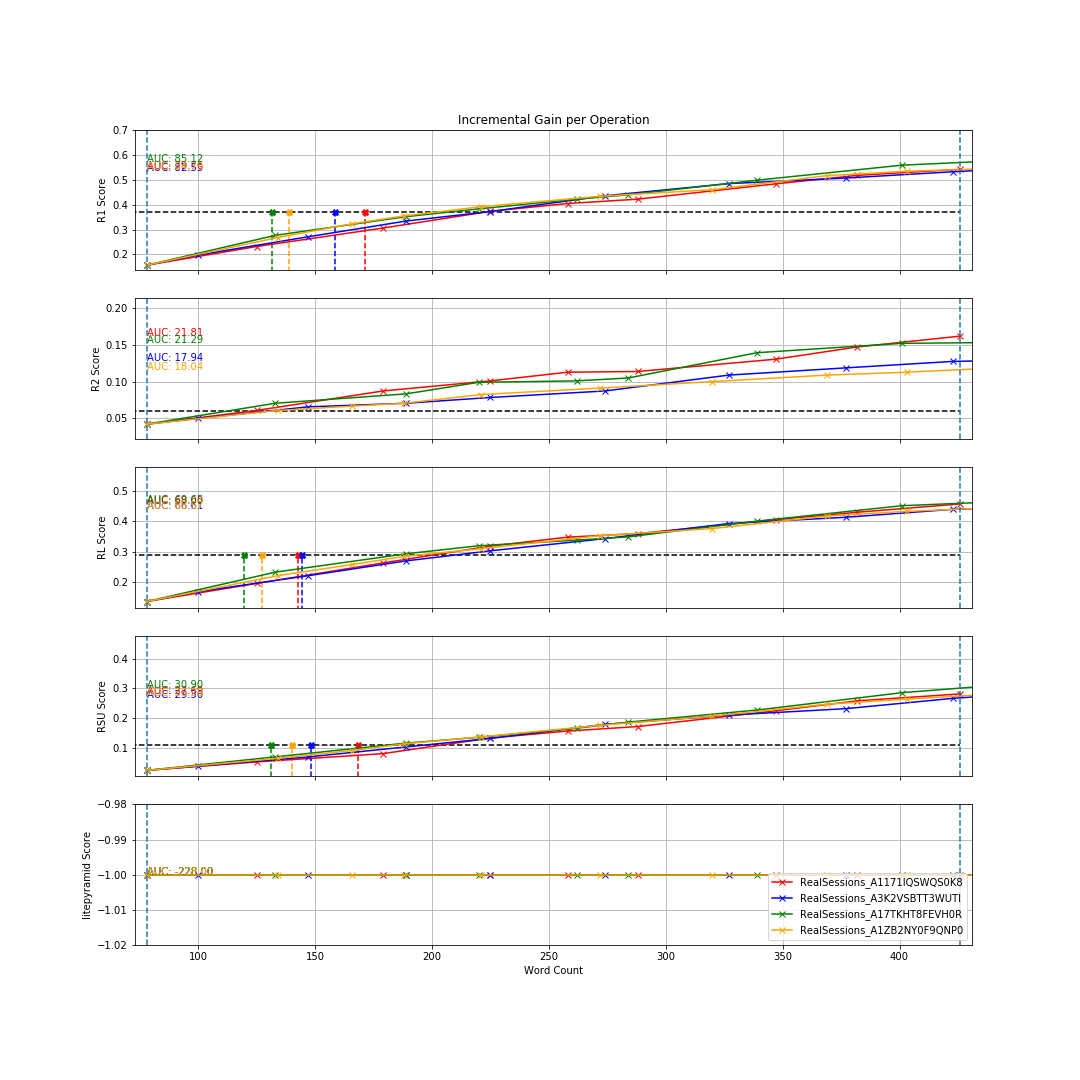 Incremental Gain per Operation
0.7
0.6
0.5
0.4
0.3
0.2
R1 Score
AUC: 85.12
AUC: 82.59
0.20
0.15
0.10
0.05
R2 Score
AUC: 21.81
AUC: 21.29
AUC: 17.94
AUC: 18.04
0.5
0.4
0.3
0.2
RL Score
AUC: 66.61
0.4
0.3
0.2
0.1
RSU Score
AUC: 30.90
−0.98
−0.99
−1.00
−1.01
−1.02
litepyramid Score
AUC: -228.00
RealSessions_A1171IQSWQS0K8
RealSessions_A3K2VSBTT3WUTI
RealSessions_A17TKHT8FEVH0R
RealSessions_A1ZB2NY0F9QNP0
100
150
200
250
300
350
400
Word Count